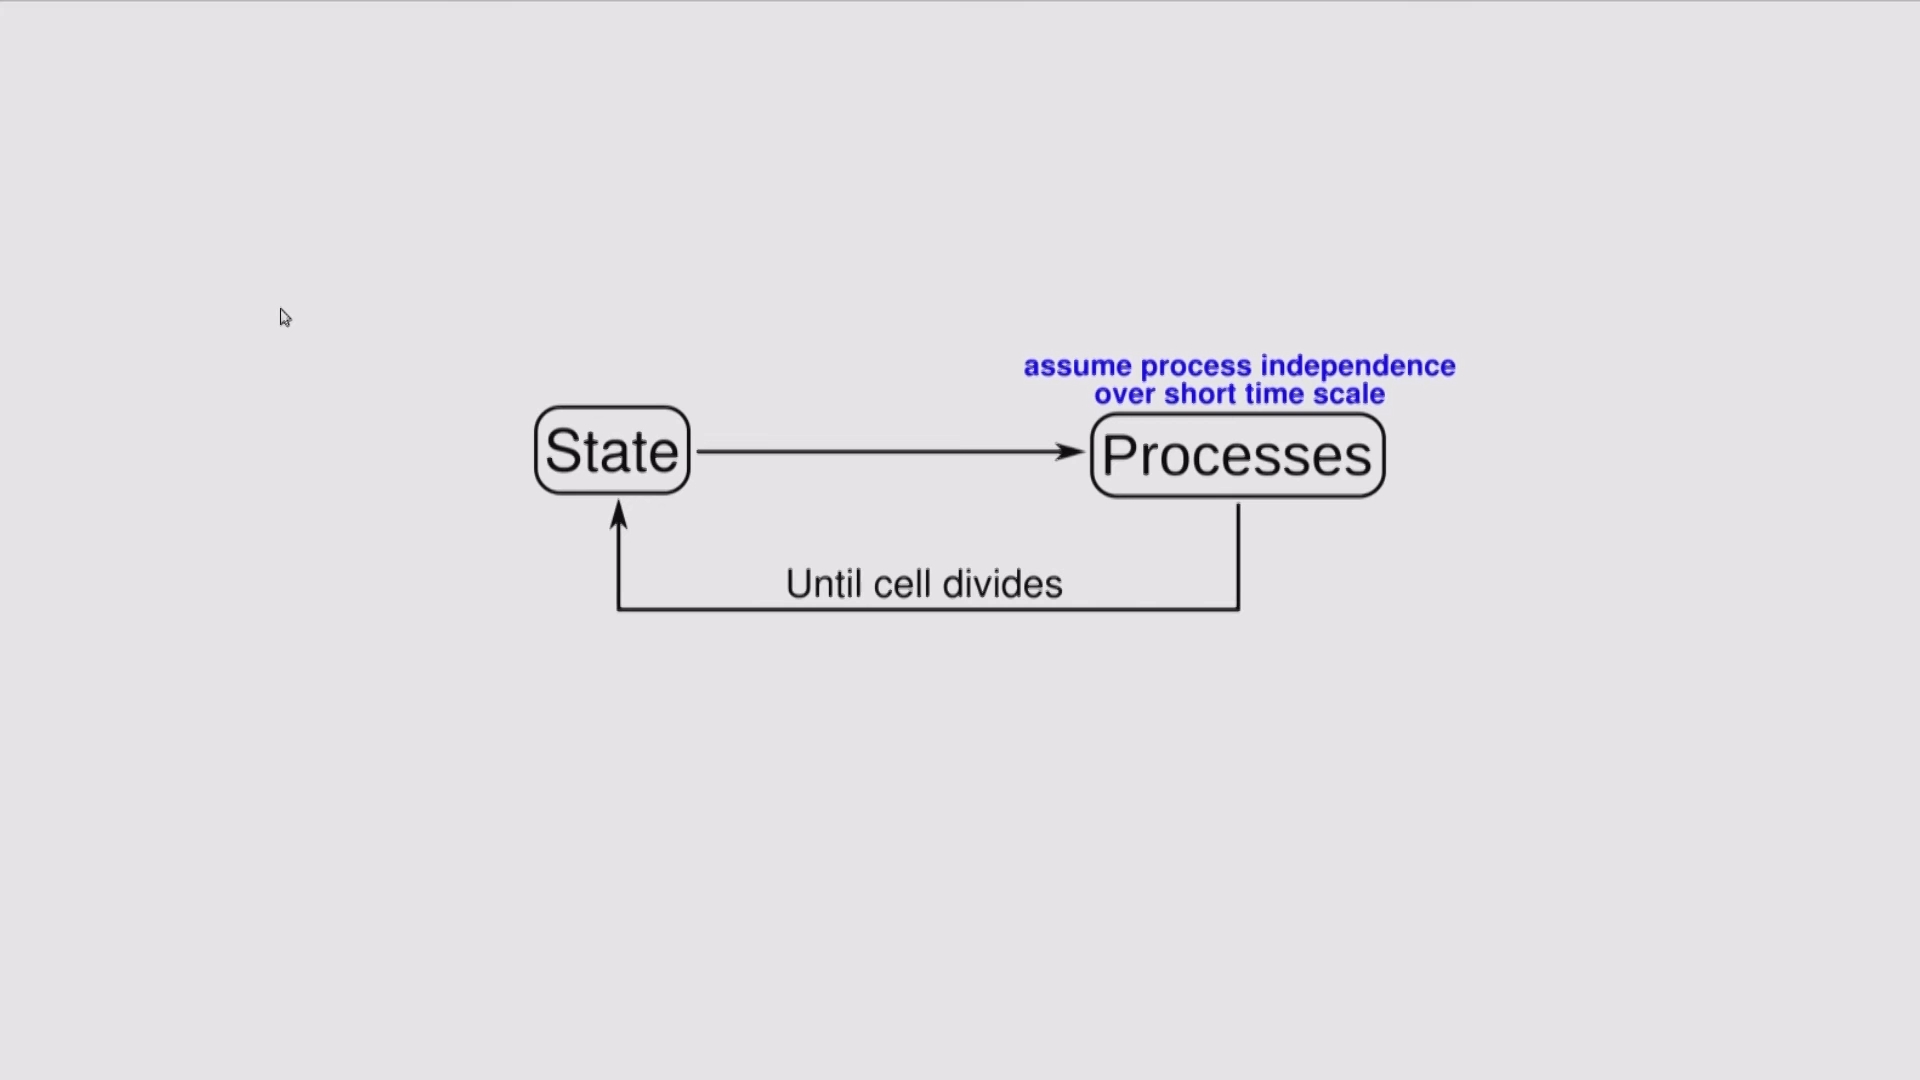 assume process independence
over short time scale
State
Processes
Until cell divides